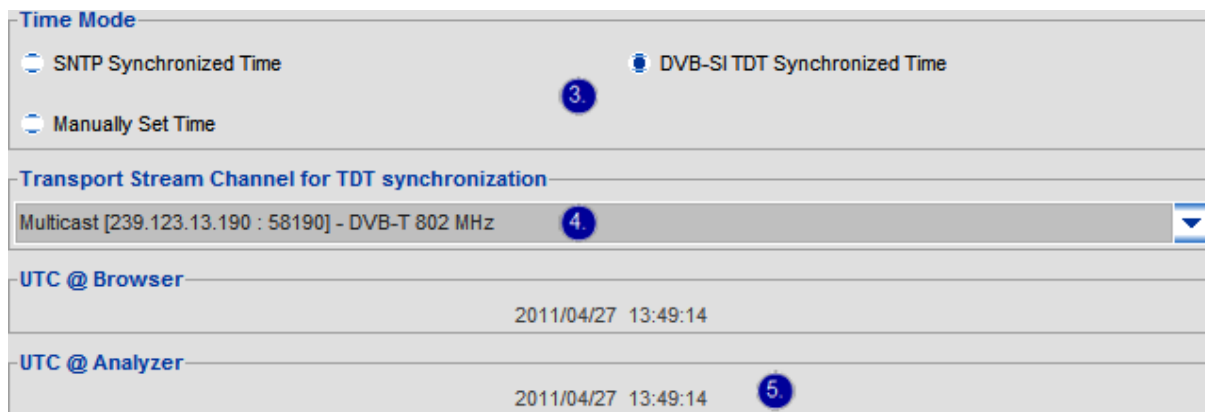 Time Mode
SNTP Synchronized Time
DVB-SI TDT Synchronized Time
3.
Manually Set Time
Transport Stream Channel for TDT synchronization
Multicast [239.123.13.190 : 58190] - DVB-T 802 MHz
4.
UTC @ Browser
2011/04/27 13:49:14
UTC @ Analyzer
2011/04/27 13:49:14
5.